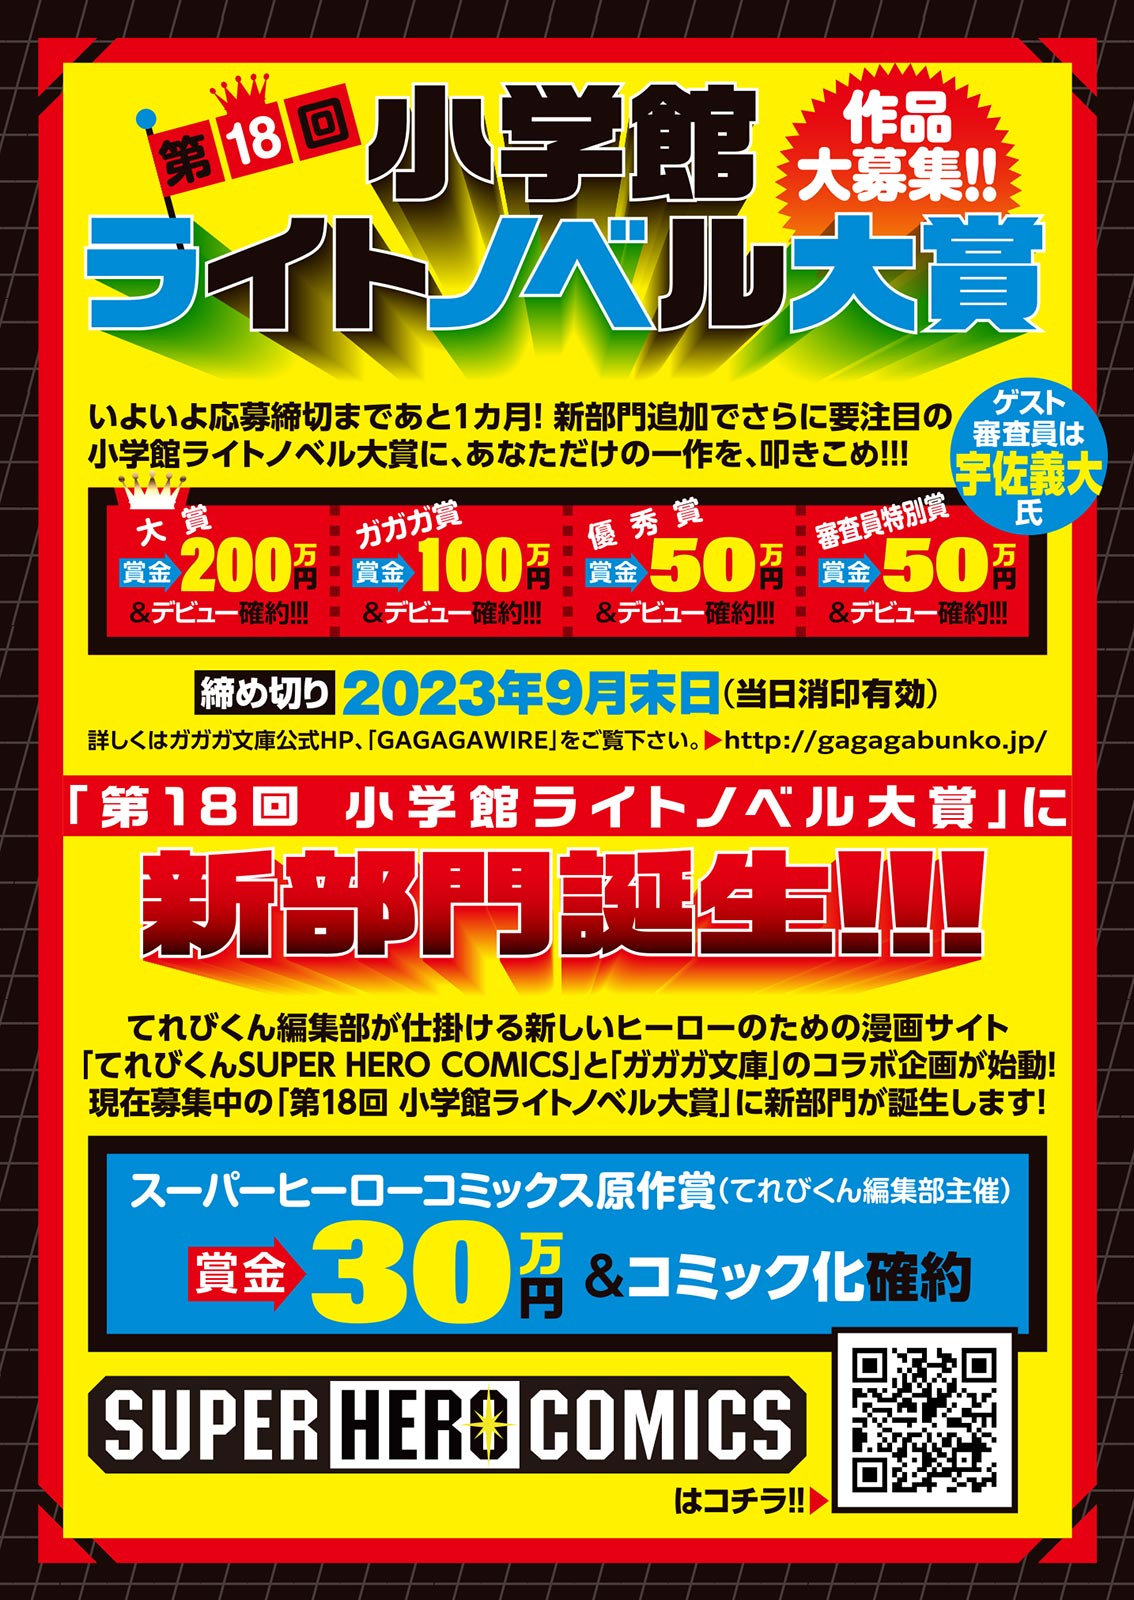 第18回
小学館
ライトノベル大賞
作品
大募集!!
いよいよ応募締切まであと1カ月! 新部門追加でさらに要注目の
小学館ライトノベル大賞に、あなただけの一作を、叩きこめ!!!
ゲスト
審査員は
宇佐義大
氏
大賞
賞金 200万円
&デビュー確約!!!
ガガガ賞
賞金 100万円
&デビュー確約!!!
優秀賞
賞金 50万円
&デビュー確約!!!
審査員特別賞
賞金 50万円
&デビュー確約!!!
締め切り 2023年9月末日(当日消印有効)
詳しくはガガガ文庫公式HP、「GAGAGAWIRE」をご覧下さい。▶http://gagagabunko.jp/
「第18回 小学館ライトノベル大賞」に
新部門誕生!!!
てれびくん編集部が仕掛ける新しいヒーローのための漫画サイト
「てれびくんSUPER HERO COMICS」と「ガガガ文庫」のコラボ企画が始動!
現在募集中の「第18回 小学館ライトノベル大賞」に新部門が誕生します!
スーパーヒーローコミックス原作賞(てれびくん編集部主催)
賞金 30万円 &コミック化確約
SUPER HERO COMICS
はコチラ!!▶